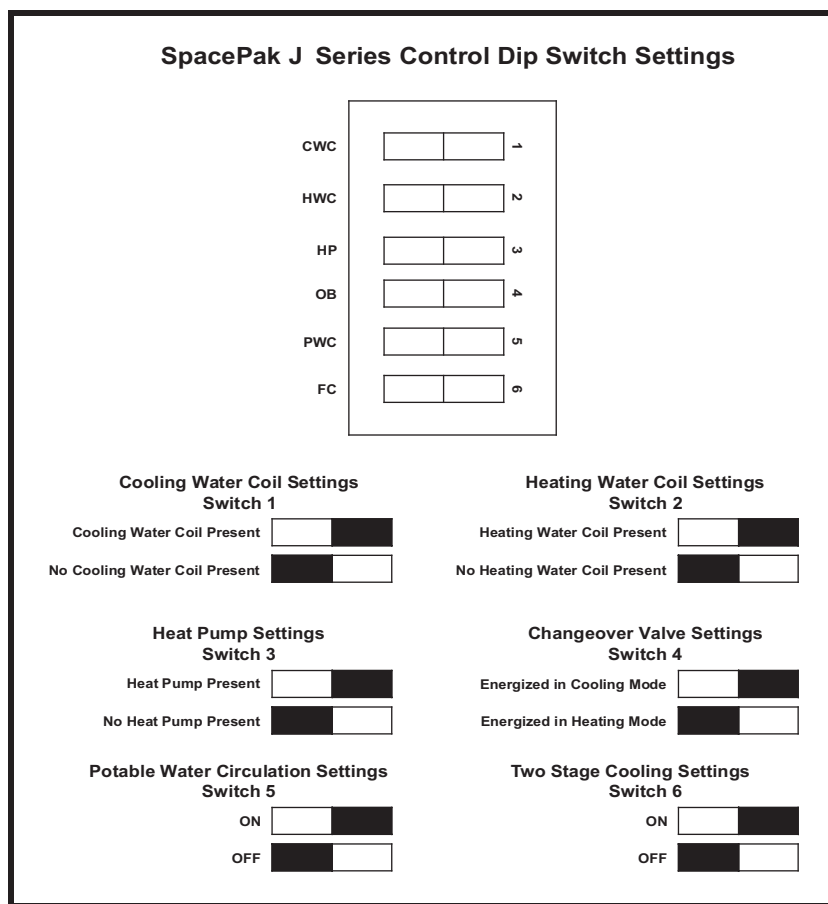 SpacePak J Series Control Dip Switch Settings
CWC 1
HWC 2
HP 3
OB 4
PWC 5
FC 6
Cooling Water Coil Settings
Switch 1
Cooling Water Coil Present
No Cooling Water Coil Present
Heating Water Coil Settings
Switch 2
Heating Water Coil Present
No Heating Water Coil Present
Heat Pump Settings
Switch 3
Heat Pump Present
No Heat Pump Present
Changeover Valve Settings
Switch 4
Energized in Cooling Mode
Energized in Heating Mode
Potable Water Circulation Settings
Switch 5
ON
OFF
Two Stage Cooling Settings
Switch 6
ON
OFF